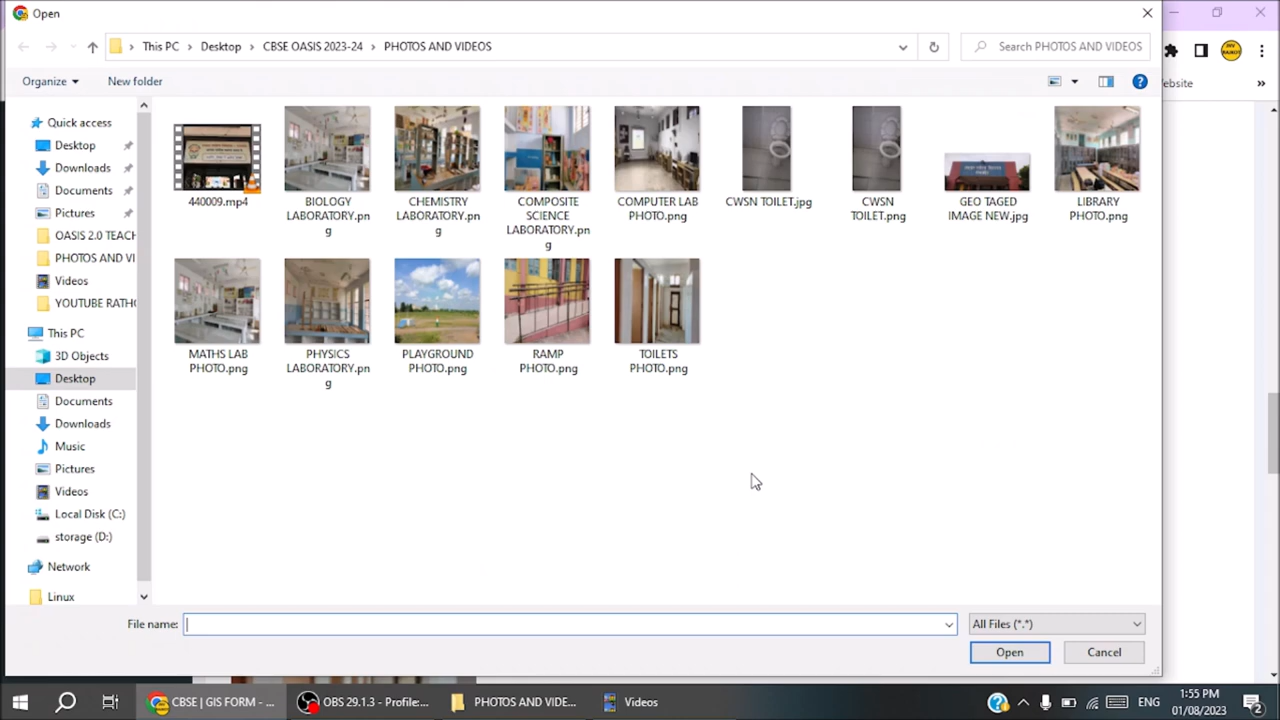 Open
This PC > Desktop > CBSE OASIS 2023-24 > PHOTOS AND VIDEOS
Search PHOTOS AND VIDEOS
Organize
New folder
ebsite
»
Quick access
Desktop
Downloads
Documents
Pictures
OASIS 2.0 TEACH
PHOTOS AND VI
Videos
YOUTUBE RATH
This PC
3D Objects
Desktop
Documents
Downloads
Music
Pictures
Videos
Local Disk (C:)
storage (D:)
Network
Linux
440009.mp4
BIOLOGY
LABORATORY.pn
g
CHEMISTRY
LABORATORY.pn
g
COMPOSITE
SCIENCE
LABORATORY.pn
g
COMPUTER LAB
PHOTO.png
CWSN TOILET.jpg
CWSN
TOILET.png
GEO TAGED
IMAGE NEW.jpg
LIBRARY
PHOTO.png
MATHS LAB
PHOTO.png
PHYSICS
LABORATORY.pn
g
PLAYGROUND
PHOTO.png
RAMP
PHOTO.png
TOILETS
PHOTO.png
File name:
All Files (*.*)
Open
Cancel
CBSE | GIS FORM - ...
OBS 29.1.3 - Profile:...
PHOTOS AND VIDE...
Videos
ENG
1:55 PM
01/08/2023
2